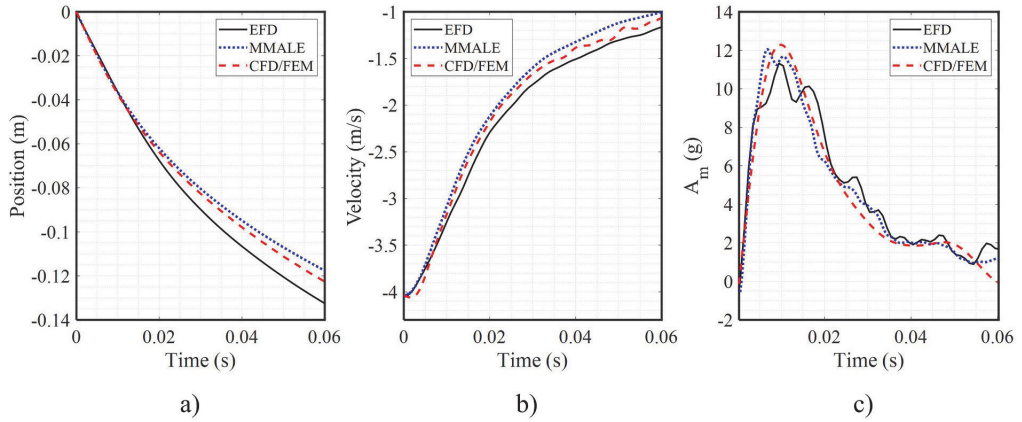 EFD
MMALE
CFD/FEM
Position (m)
0
-0.02
-0.04
-0.06
-0.08
-0.1
-0.12
-0.14
0
0.02
0.04
0.06
Time (s)
a)
EFD
MMALE
CFD/FEM
Velocity (m/s)
-1
-1.5
-2
-2.5
-3
-3.5
-4
0
0.02
0.04
0.06
Time (s)
b)
EFD
MMALE
CFD/FEM
Am (g)
14
12
10
8
6
4
2
0
-2
0
0.02
0.04
0.06
Time (s)
c)